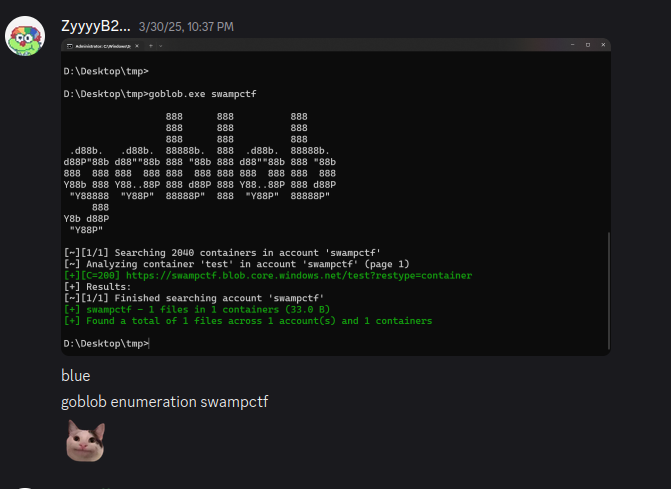 ZyyyyB2... 3/30/25, 10:37 PM
Administrator: C:\Windows\s
D:\Desktop\tmp>
D:\Desktop\tmp>goblob.exe swampctf
888 888 888
888 888 888
888 888 888
.d88b. .d88b. 88888b. 888 .d88b. 88888b.
d88P"88b d88""88b 888 "88b 888 d88""88b 888 "88b
888 888 888 888 888 888 888 888 888 888 888
Y88b 888 Y88..88P 888 d88P 888 Y88..88P 888 d88P
"Y88888 "Y88P" 88888P" 888 "Y88P" 88888P"
888
Y8b d88P
"Y88P"
[~][1/1] Searching 2040 containers in account 'swampctf'
[~] Analyzing container 'test' in account 'swampctf' (page 1)
[+][C=200] https://swampctf.blob.core.windows.net/test?restype=container
[+] Results:
[~][1/1] Finished searching account 'swampctf'
[+] swampctf - 1 files in 1 containers (33.0 B)
[+] Found a total of 1 files across 1 account(s) and 1 containers
D:\Desktop\tmp>
blue
goblob enumeration swampctf